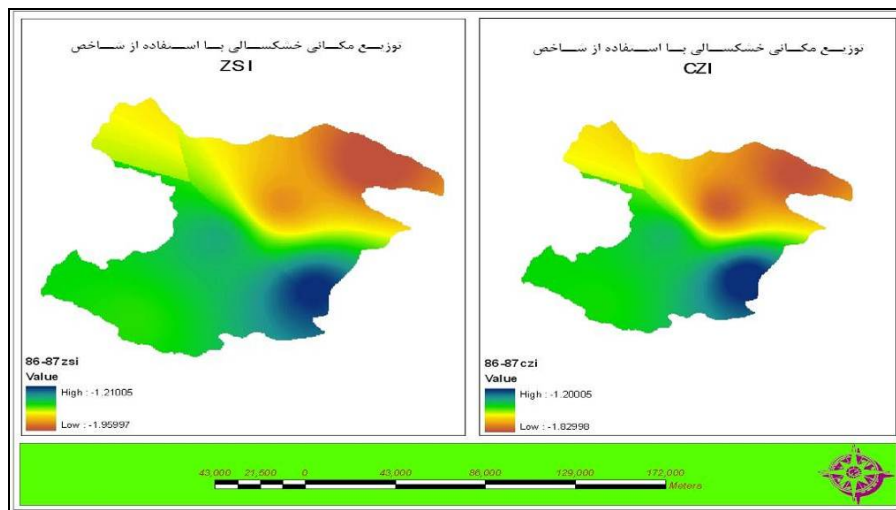 توزیع مکانی خشکسالی با استفاده از شاخص
ZSI
86-87zsi
Value
High : -1.21005
Low : -1.95997
توزیع مکانی خشکسالی با استفاده از شاخص
CZI
86-87czi
Value
High : -1.20005
Low : -1.82998
43,000 21,500 0 43,000 86,000 129,000 172,000
Meters